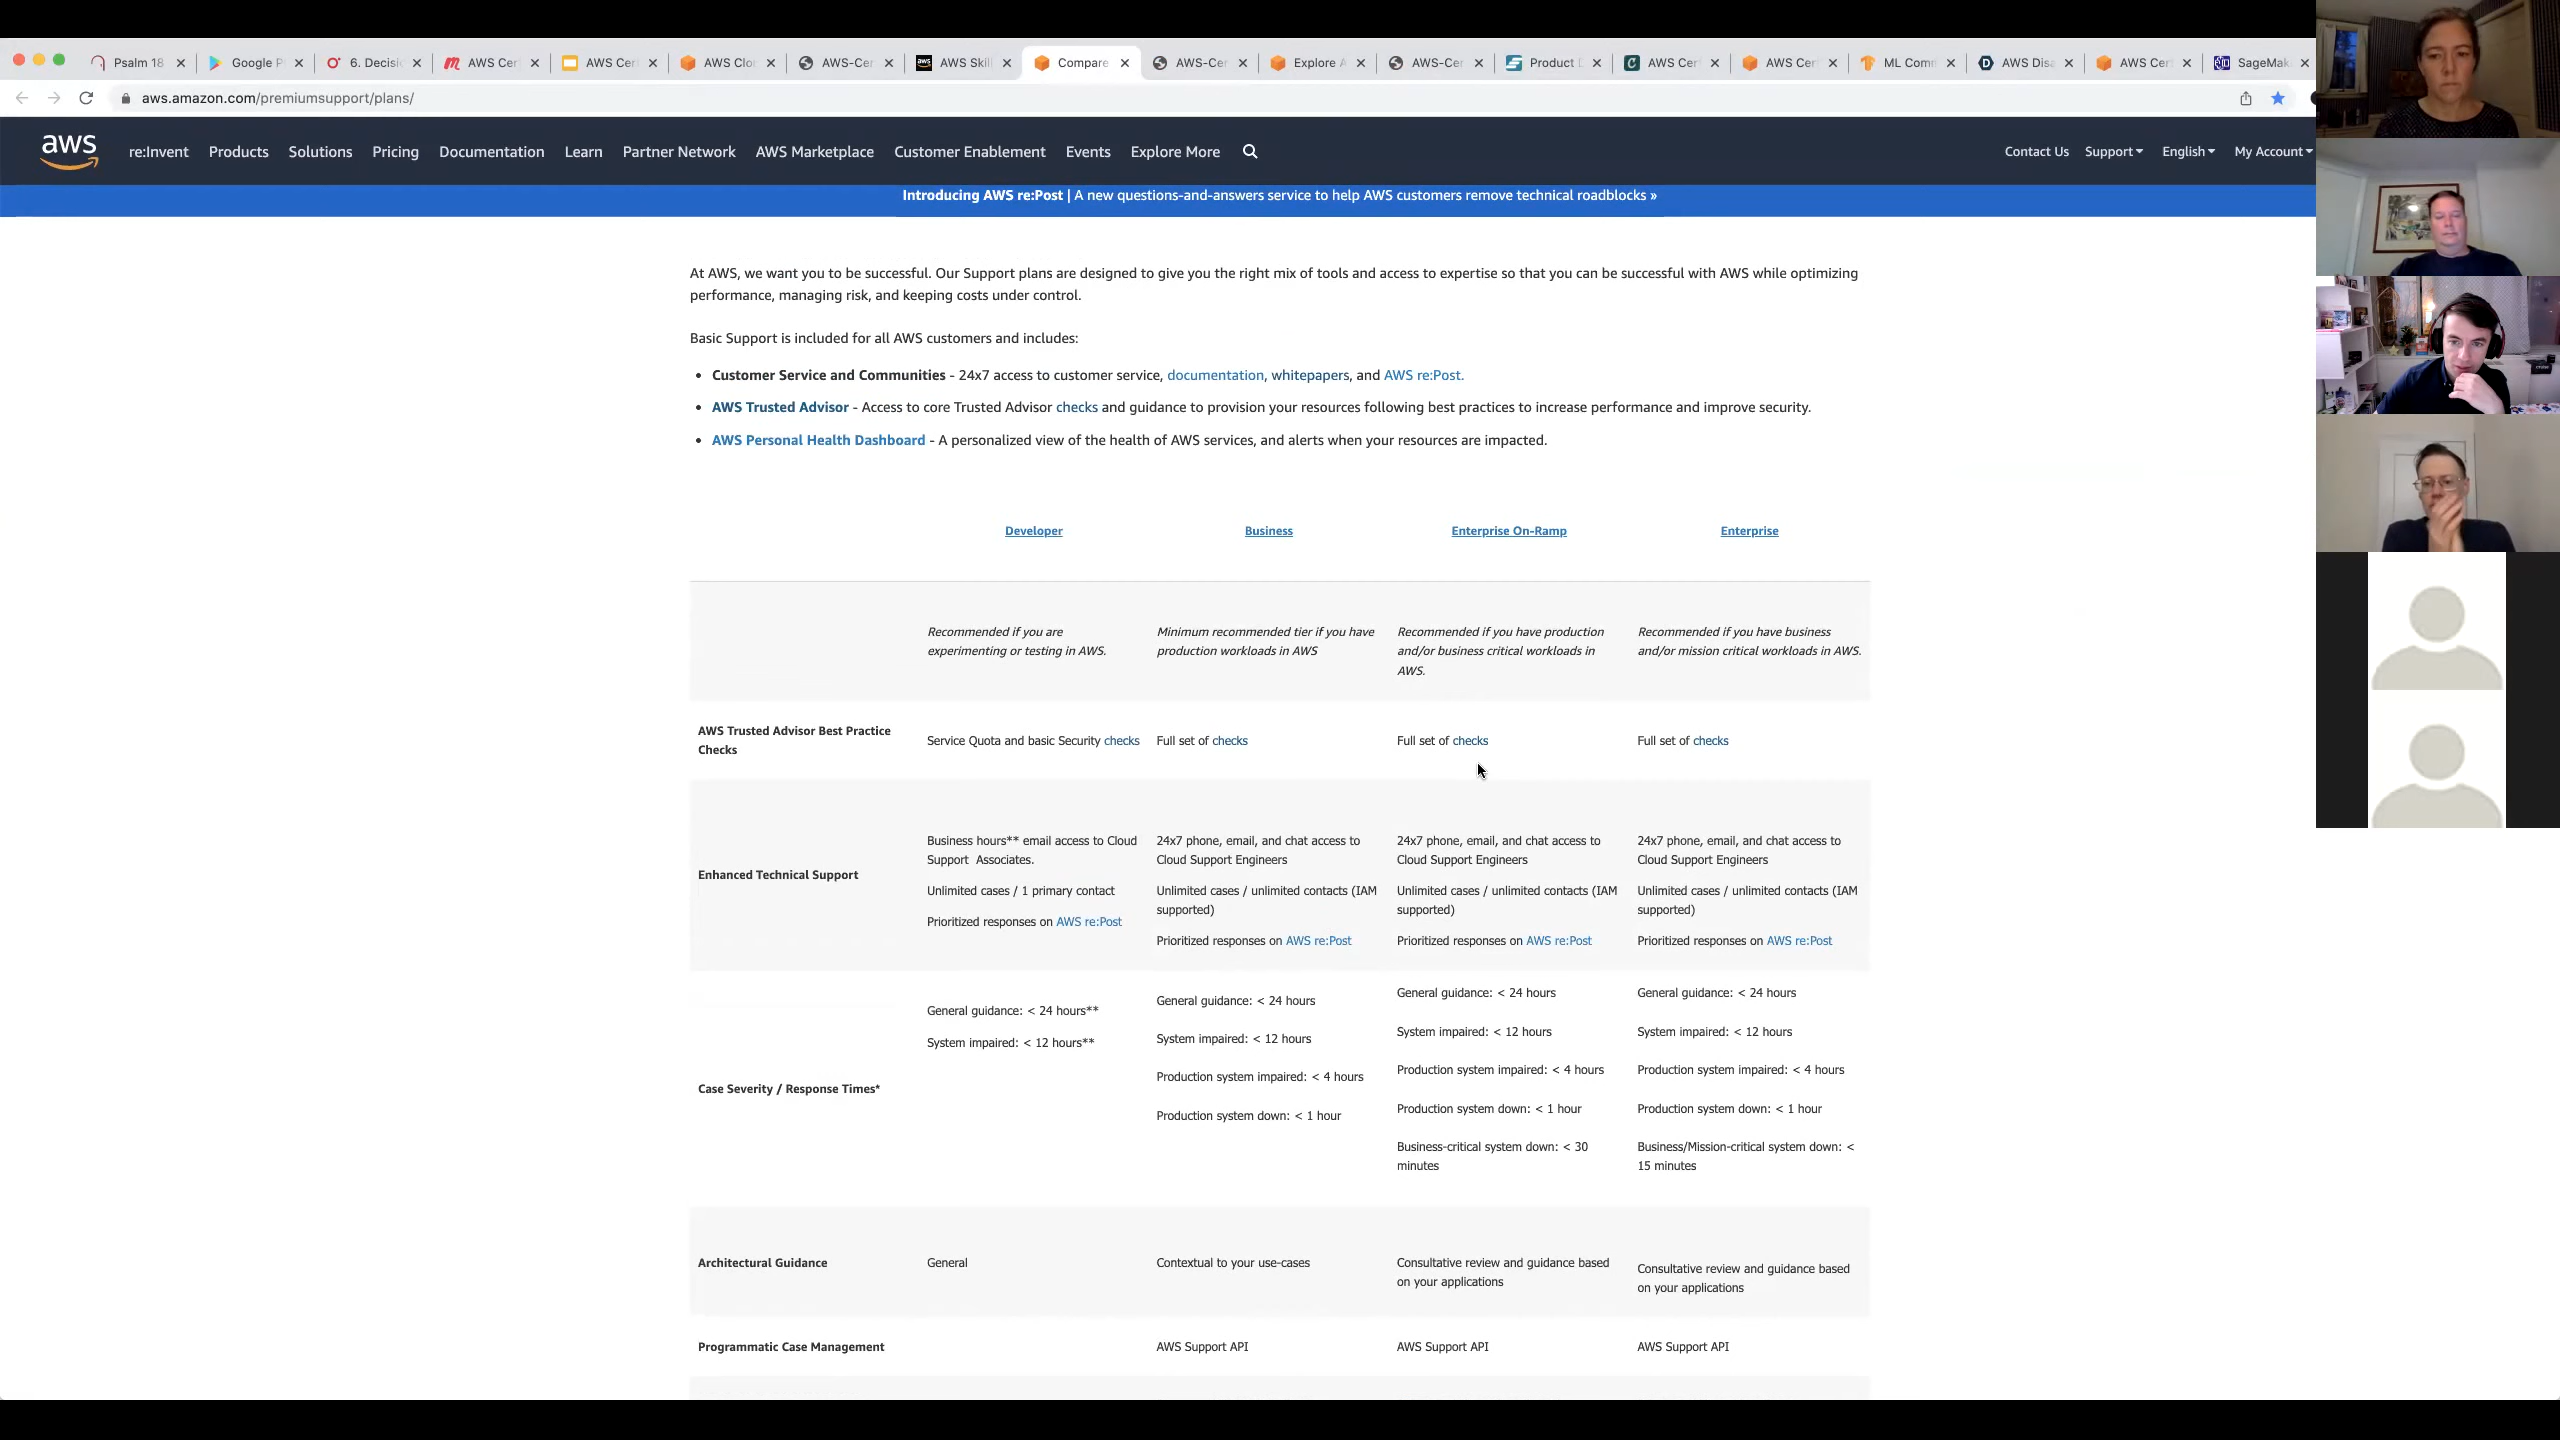 Psalm 18
Google P
6. Decisi
AWS Cer
AWS Cer
AWS Clo
AWS-Cer
AWS Skill
Compare
AWS-Cer
Explore A
AWS-Cer
Product D
AWS Cert
AWS Cer
ML Comm
AWS Disa
AWS Cert
SageMak
aws.amazon.com/premiumsupport/plans/
aws re:Invent Products Solutions Pricing Documentation Learn Partner Network AWS Marketplace Customer Enablement Events Explore More Contact Us Support English My Account
Introducing AWS re:Post | A new questions-and-answers service to help AWS customers remove technical roadblocks »
At AWS, we want you to be successful. Our Support plans are designed to give you the right mix of tools and access to expertise so that you can be successful with AWS while optimizing
performance, managing risk, and keeping costs under control.
Basic Support is included for all AWS customers and includes:
• Customer Service and Communities - 24x7 access to customer service, documentation, whitepapers, and AWS re:Post.
• AWS Trusted Advisor - Access to core Trusted Advisor checks and guidance to provision your resources following best practices to increase performance and improve security.
• AWS Personal Health Dashboard - A personalized view of the health of AWS services, and alerts when your resources are impacted.
Developer Business Enterprise On-Ramp Enterprise
Recommended if you are
experimenting or testing in AWS.
Minimum recommended tier if you have
production workloads in AWS
Recommended if you have production
and/or business critical workloads in
AWS.
Recommended if you have business
and/or mission critical workloads in AWS.
AWS Trusted Advisor Best Practice
Checks
Service Quota and basic Security checks
Full set of checks
Full set of checks
Full set of checks
Enhanced Technical Support
Business hours** email access to Cloud
Support Associates.
Unlimited cases / 1 primary contact
Prioritized responses on AWS re:Post
24x7 phone, email, and chat access to
Cloud Support Engineers
Unlimited cases / unlimited contacts (IAM
supported)
Prioritized responses on AWS re:Post
24x7 phone, email, and chat access to
Cloud Support Engineers
Unlimited cases / unlimited contacts (IAM
supported)
Prioritized responses on AWS re:Post
24x7 phone, email, and chat access to
Cloud Support Engineers
Unlimited cases / unlimited contacts (IAM
supported)
Prioritized responses on AWS re:Post
Case Severity / Response Times*
General guidance: < 24 hours**
System impaired: < 12 hours**
General guidance: < 24 hours
System impaired: < 12 hours
Production system impaired: < 4 hours
Production system down: < 1 hour
General guidance: < 24 hours
System impaired: < 12 hours
Production system impaired: < 4 hours
Production system down: < 1 hour
Business-critical system down: < 30
minutes
General guidance: < 24 hours
System impaired: < 12 hours
Production system impaired: < 4 hours
Production system down: < 1 hour
Business/Mission-critical system down: <
15 minutes
Architectural Guidance
General
Contextual to your use-cases
Consultative review and guidance based
on your applications
Consultative review and guidance based
on your applications
Programmatic Case Management
AWS Support API
AWS Support API
AWS Support API